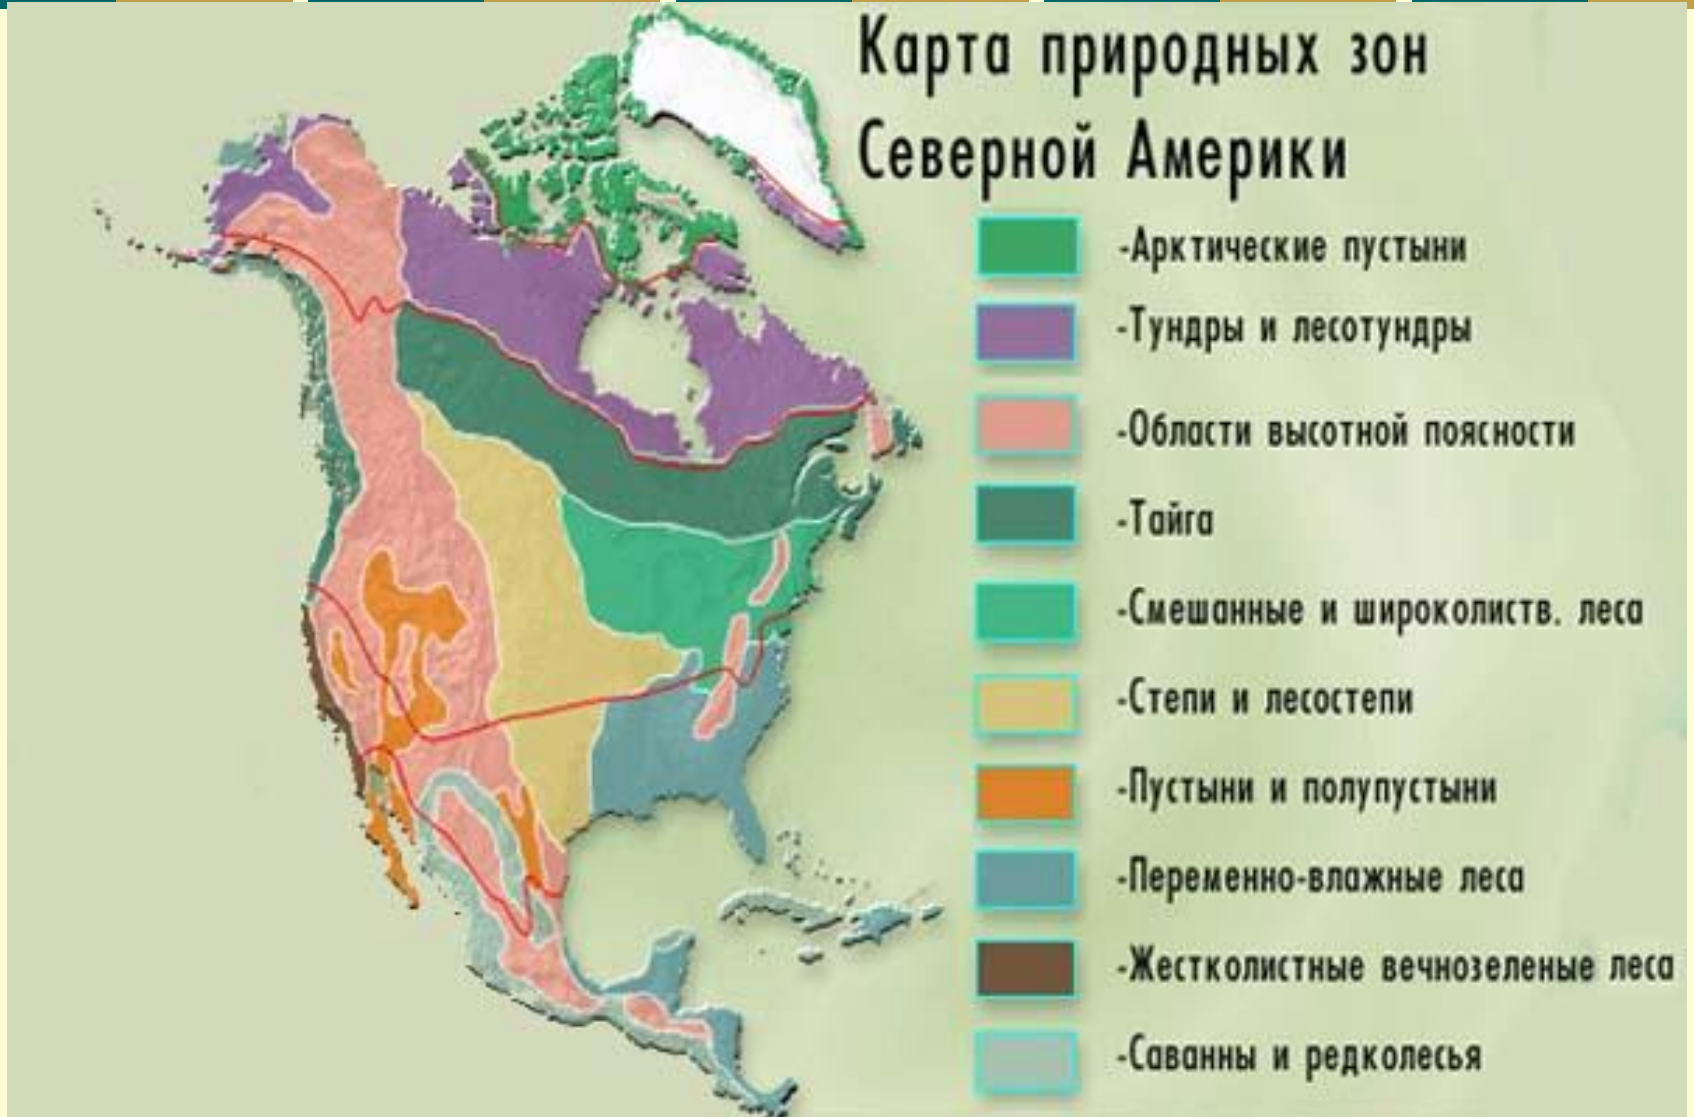 Карта природных зон
Северной Америки
-Арктические пустыни
-Тундры и лесотундры
-Области высотной поясности
-Тайга
-Смешанные и широколиств. леса
-Степи и лесостепи
-Пустыни и полупустыни
-Переменно-влажные леса
-Жестколистные вечнозеленые леса
-Саванны и редколесья